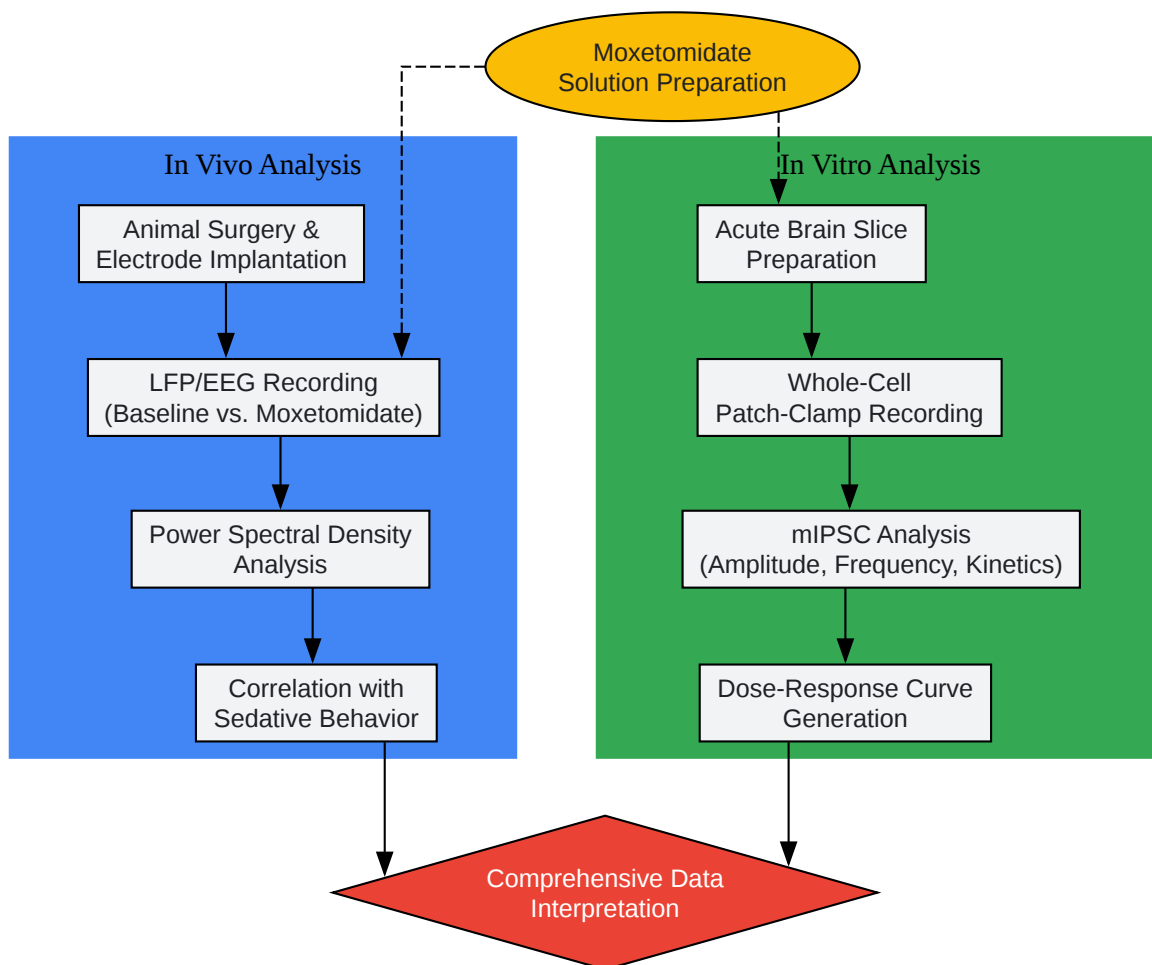 Moxetomidate
Solution Preparation
In Vivo Analysis
Animal Surgery &
Electrode Implantation
LFP/EEG Recording
(Baseline vs. Moxetomidate)
Power Spectral Density
Analysis
Correlation with
Sedative Behavior
In Vitro Analysis
Acute Brain Slice
Preparation
Whole-Cell
Patch-Clamp Recording
mIPSC Analysis
(Amplitude, Frequency, Kinetics)
Dose-Response Curve
Generation
Comprehensive Data
Interpretation